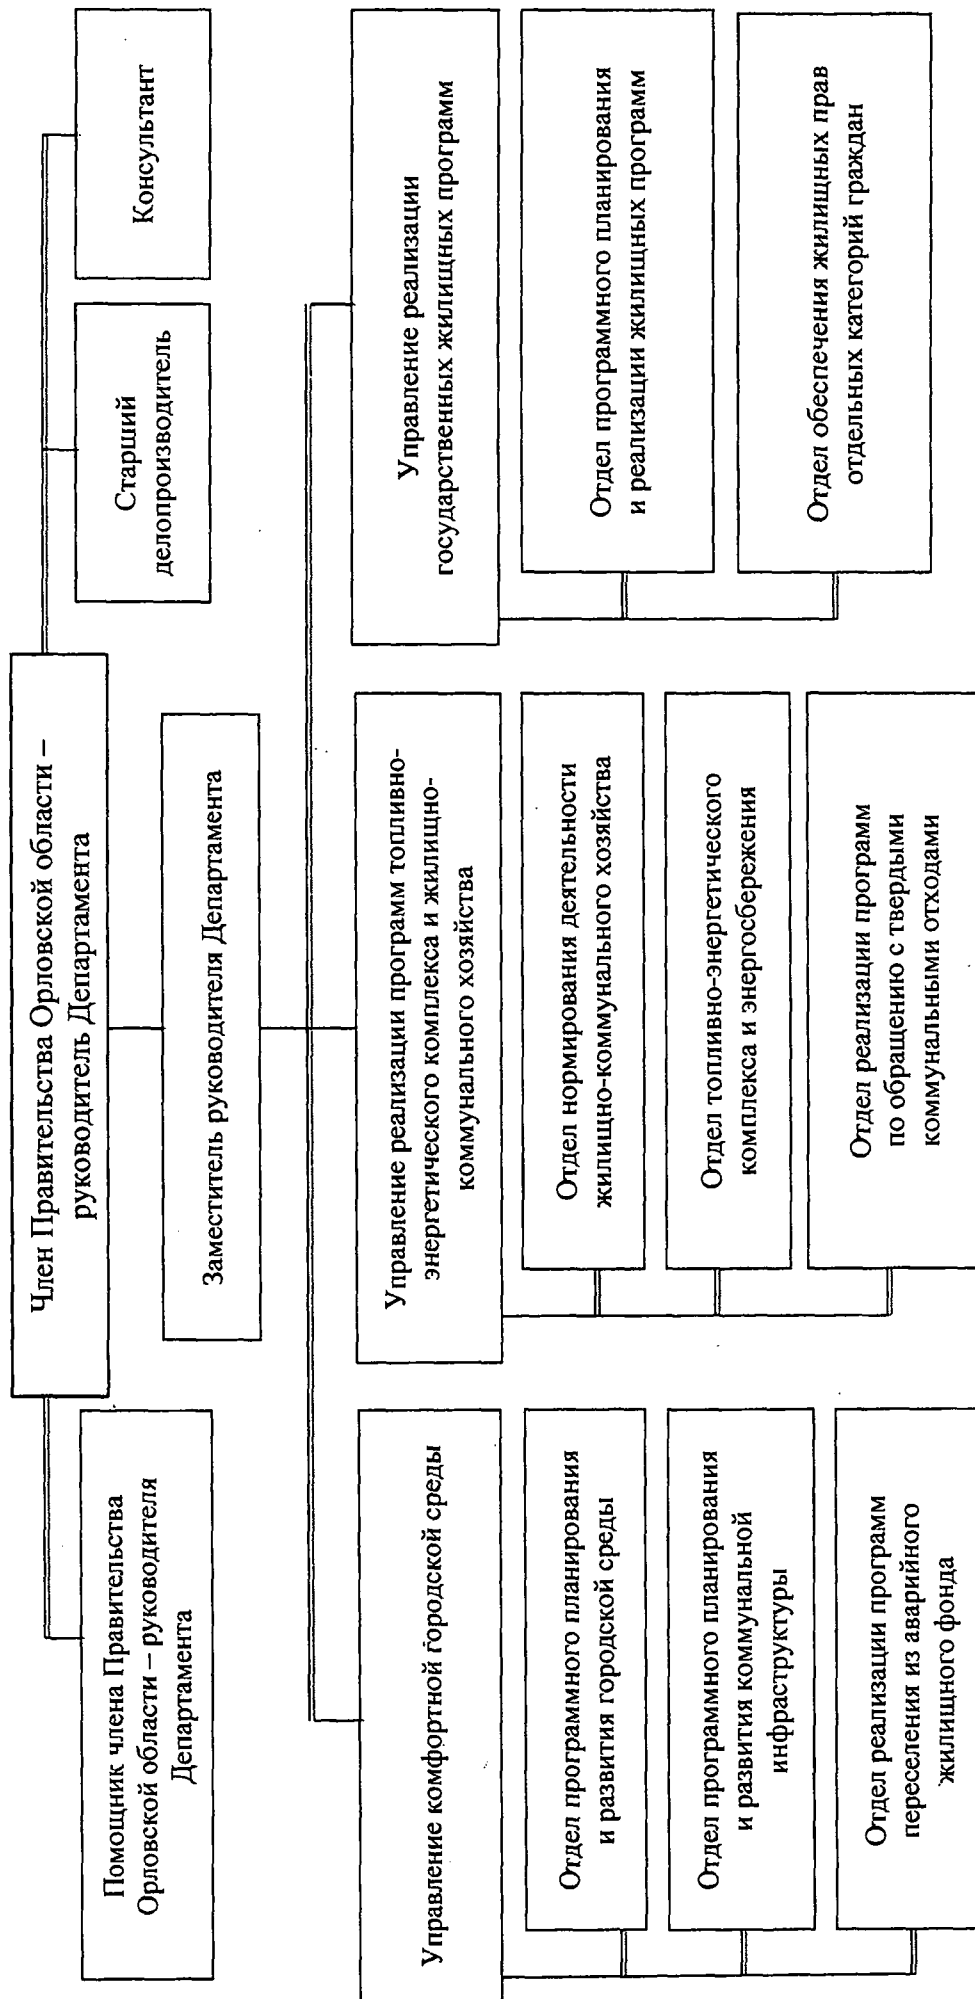 Член Правительства Орловской области –
руководитель Департамента
Помощник члена Правительства
Орловской области – руководителя
Департамента
Старший
делопроизводитель
Консультант
Заместитель руководителя Департамента
Управление комфортной городской среды
Отдел программного планирования
и развития городской среды
Отдел программного планирования
и развития коммунальной
инфраструктуры
Отдел реализации программ
переселения из аварийного
жилищного фонда
Управление реализации программ топливно-
энергетического комплекса и жилищно-
коммунального хозяйства
Отдел нормирования деятельности
жилищно-коммунального хозяйства
Отдел топливно-энергетического
комплекса и энергосбережения
Отдел реализации программ
по обращению с твердыми
коммунальными отходами
Управление реализации
государственных жилищных программ
Отдел программного планирования
и реализации жилищных программ
Отдел обеспечения жилищных прав
отдельных категорий граждан